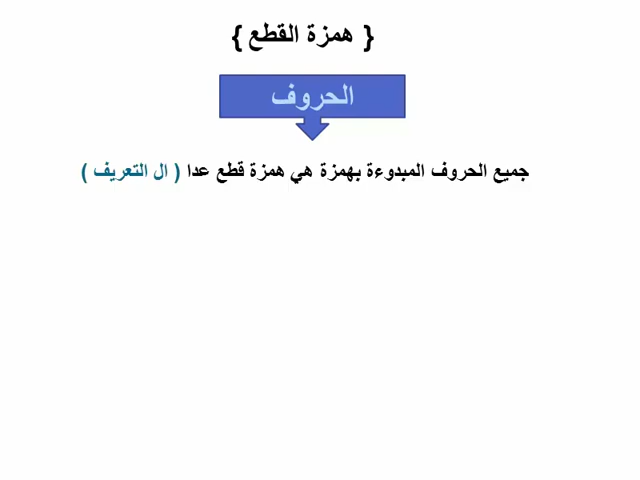 { همزة القطع }
الحروف
جميع الحروف المبدوءة بهمزة هي همزة قطع عدا ( ال التعريف )